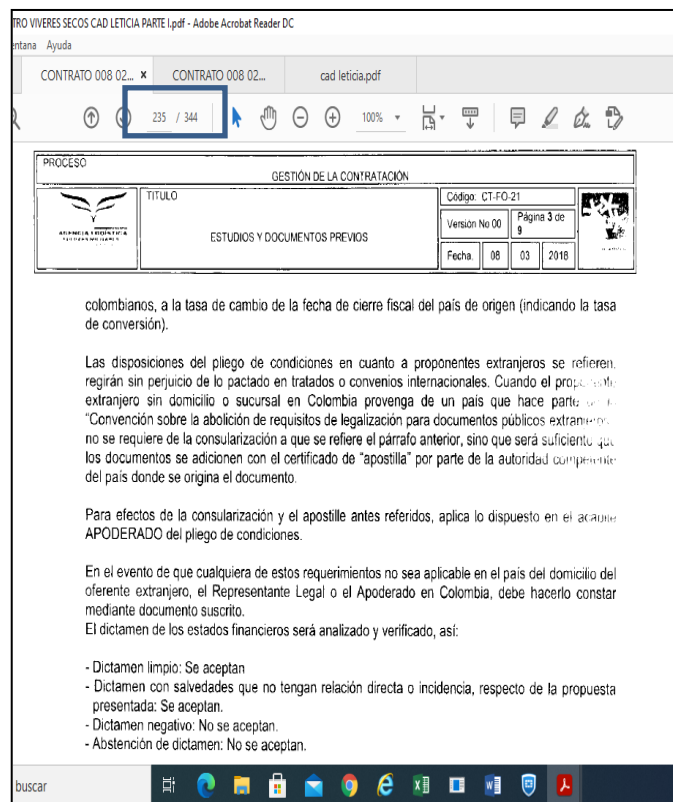 TRO VIVERES SECOS CAD LETICIA PARTE I.pdf - Adobe Acrobat Reader DC
entana Ayuda
CONTRATO 008 02... × CONTRATO 008 02... cad leticia.pdf
235 / 344 100%
PROCESO
GESTIÓN DE LA CONTRATACIÓN
TITULO
ESTUDIOS Y DOCUMENTOS PREVIOS
Código: CT-FO-21
Versión No 00 Página 3 de 9
Fecha. 08 03 2018
AGENCIA LOGÍSTICA
colombianos, a la tasa de cambio de la fecha de cierre fiscal del país de origen (indicando la tasa
de conversión).
Las disposiciones del pliego de condiciones en cuanto a proponentes extranjeros se refieren,
regirán sin perjuicio de lo pactado en tratados o convenios internacionales. Cuando el
extranjero sin domicilio o sucursal en Colombia provenga de un país que hace parte
"Convención sobre la abolición de requisitos de legalización para documentos públicos
no se requiere de la consularización a que se refiere el párrafo anterior, sino que será suficiente que
los documentos se adicionen con el certificado de "apostilla" por parte de la autoridad competente
del país donde se origina el documento.
Para efectos de la consularización y el apostille antes referidos, aplica lo dispuesto en el
APODERADO del pliego de condiciones.
En el evento de que cualquiera de estos requerimientos no sea aplicable en el país del domicilio del
oferente extranjero, el Representante Legal o el Apoderado en Colombia, debe hacerlo constar
mediante documento suscrito.
El dictamen de los estados financieros será analizado y verificado, así:
- Dictamen limpio: Se aceptan
- Dictamen con salvedades que no tengan relación directa o incidencia, respecto de la propuesta
presentada: Se aceptan.
- Dictamen negativo: No se aceptan.
- Abstención de dictamen: No se aceptan.
buscar